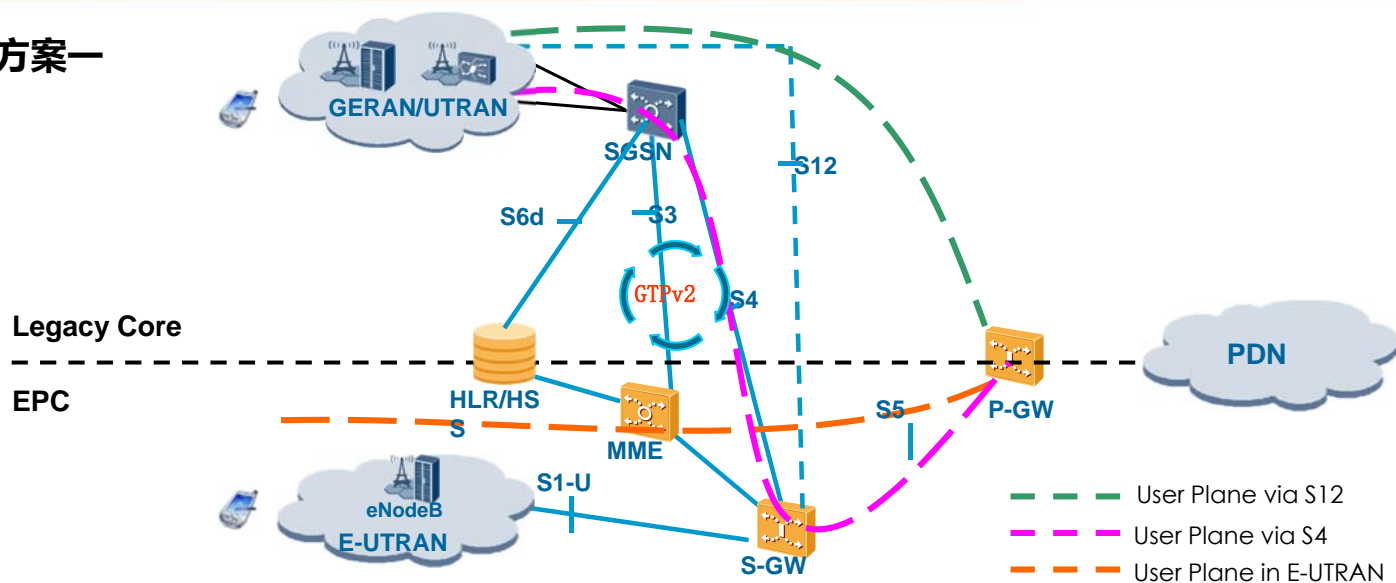 方案一
GERAN/UTRAN
SGSN
S12
S6d
S3
GTPv2
S4
Legacy Core
PDN
EPC
HLR/HS
S
MME
S5
P-GW
S1-U
eNodeB
E-UTRAN
S-GW
User Plane via S12
User Plane via S4
User Plane in E-UTRAN